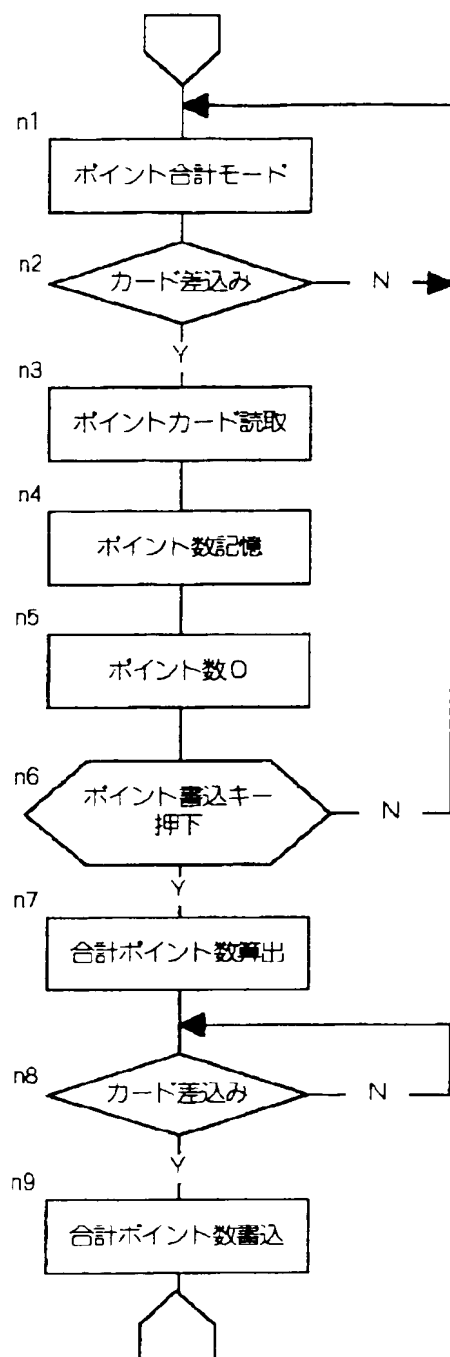 n1
ポイント合計モード
n2
カード差込み
N
Y
n3
ポイントカード読取
n4
ポイント数記憶
n5
ポイント数0
n6
ポイント書込キー
押下
N
Y
n7
合計ポイント数算出
n8
カード差込み
N
Y
n9
合計ポイント数書込